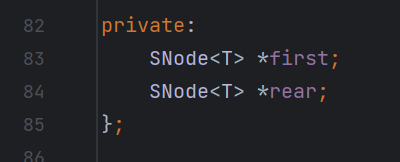 82 private:
83 SNode<T> *first;
84 SNode<T> *rear;
85 };
86